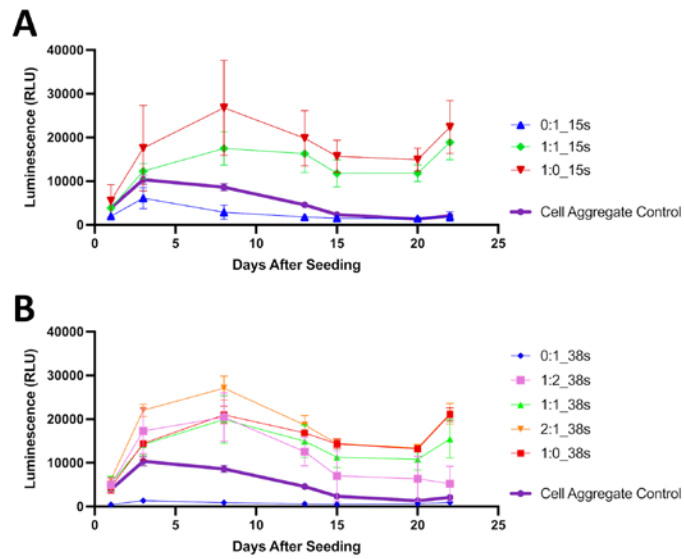 A
40000
30000
20000
10000
0
Luminescence (RLU)
0 5 10 15 20 25
Days After Seeding
0:1_15s
1:1_15s
1:0_15s
Cell Aggregate Control
B
40000
30000
20000
10000
0
Luminescence (RLU)
0 5 10 15 20 25
Days After Seeding
0:1_38s
1:2_38s
1:1_38s
2:1_38s
1:0_38s
Cell Aggregate Control